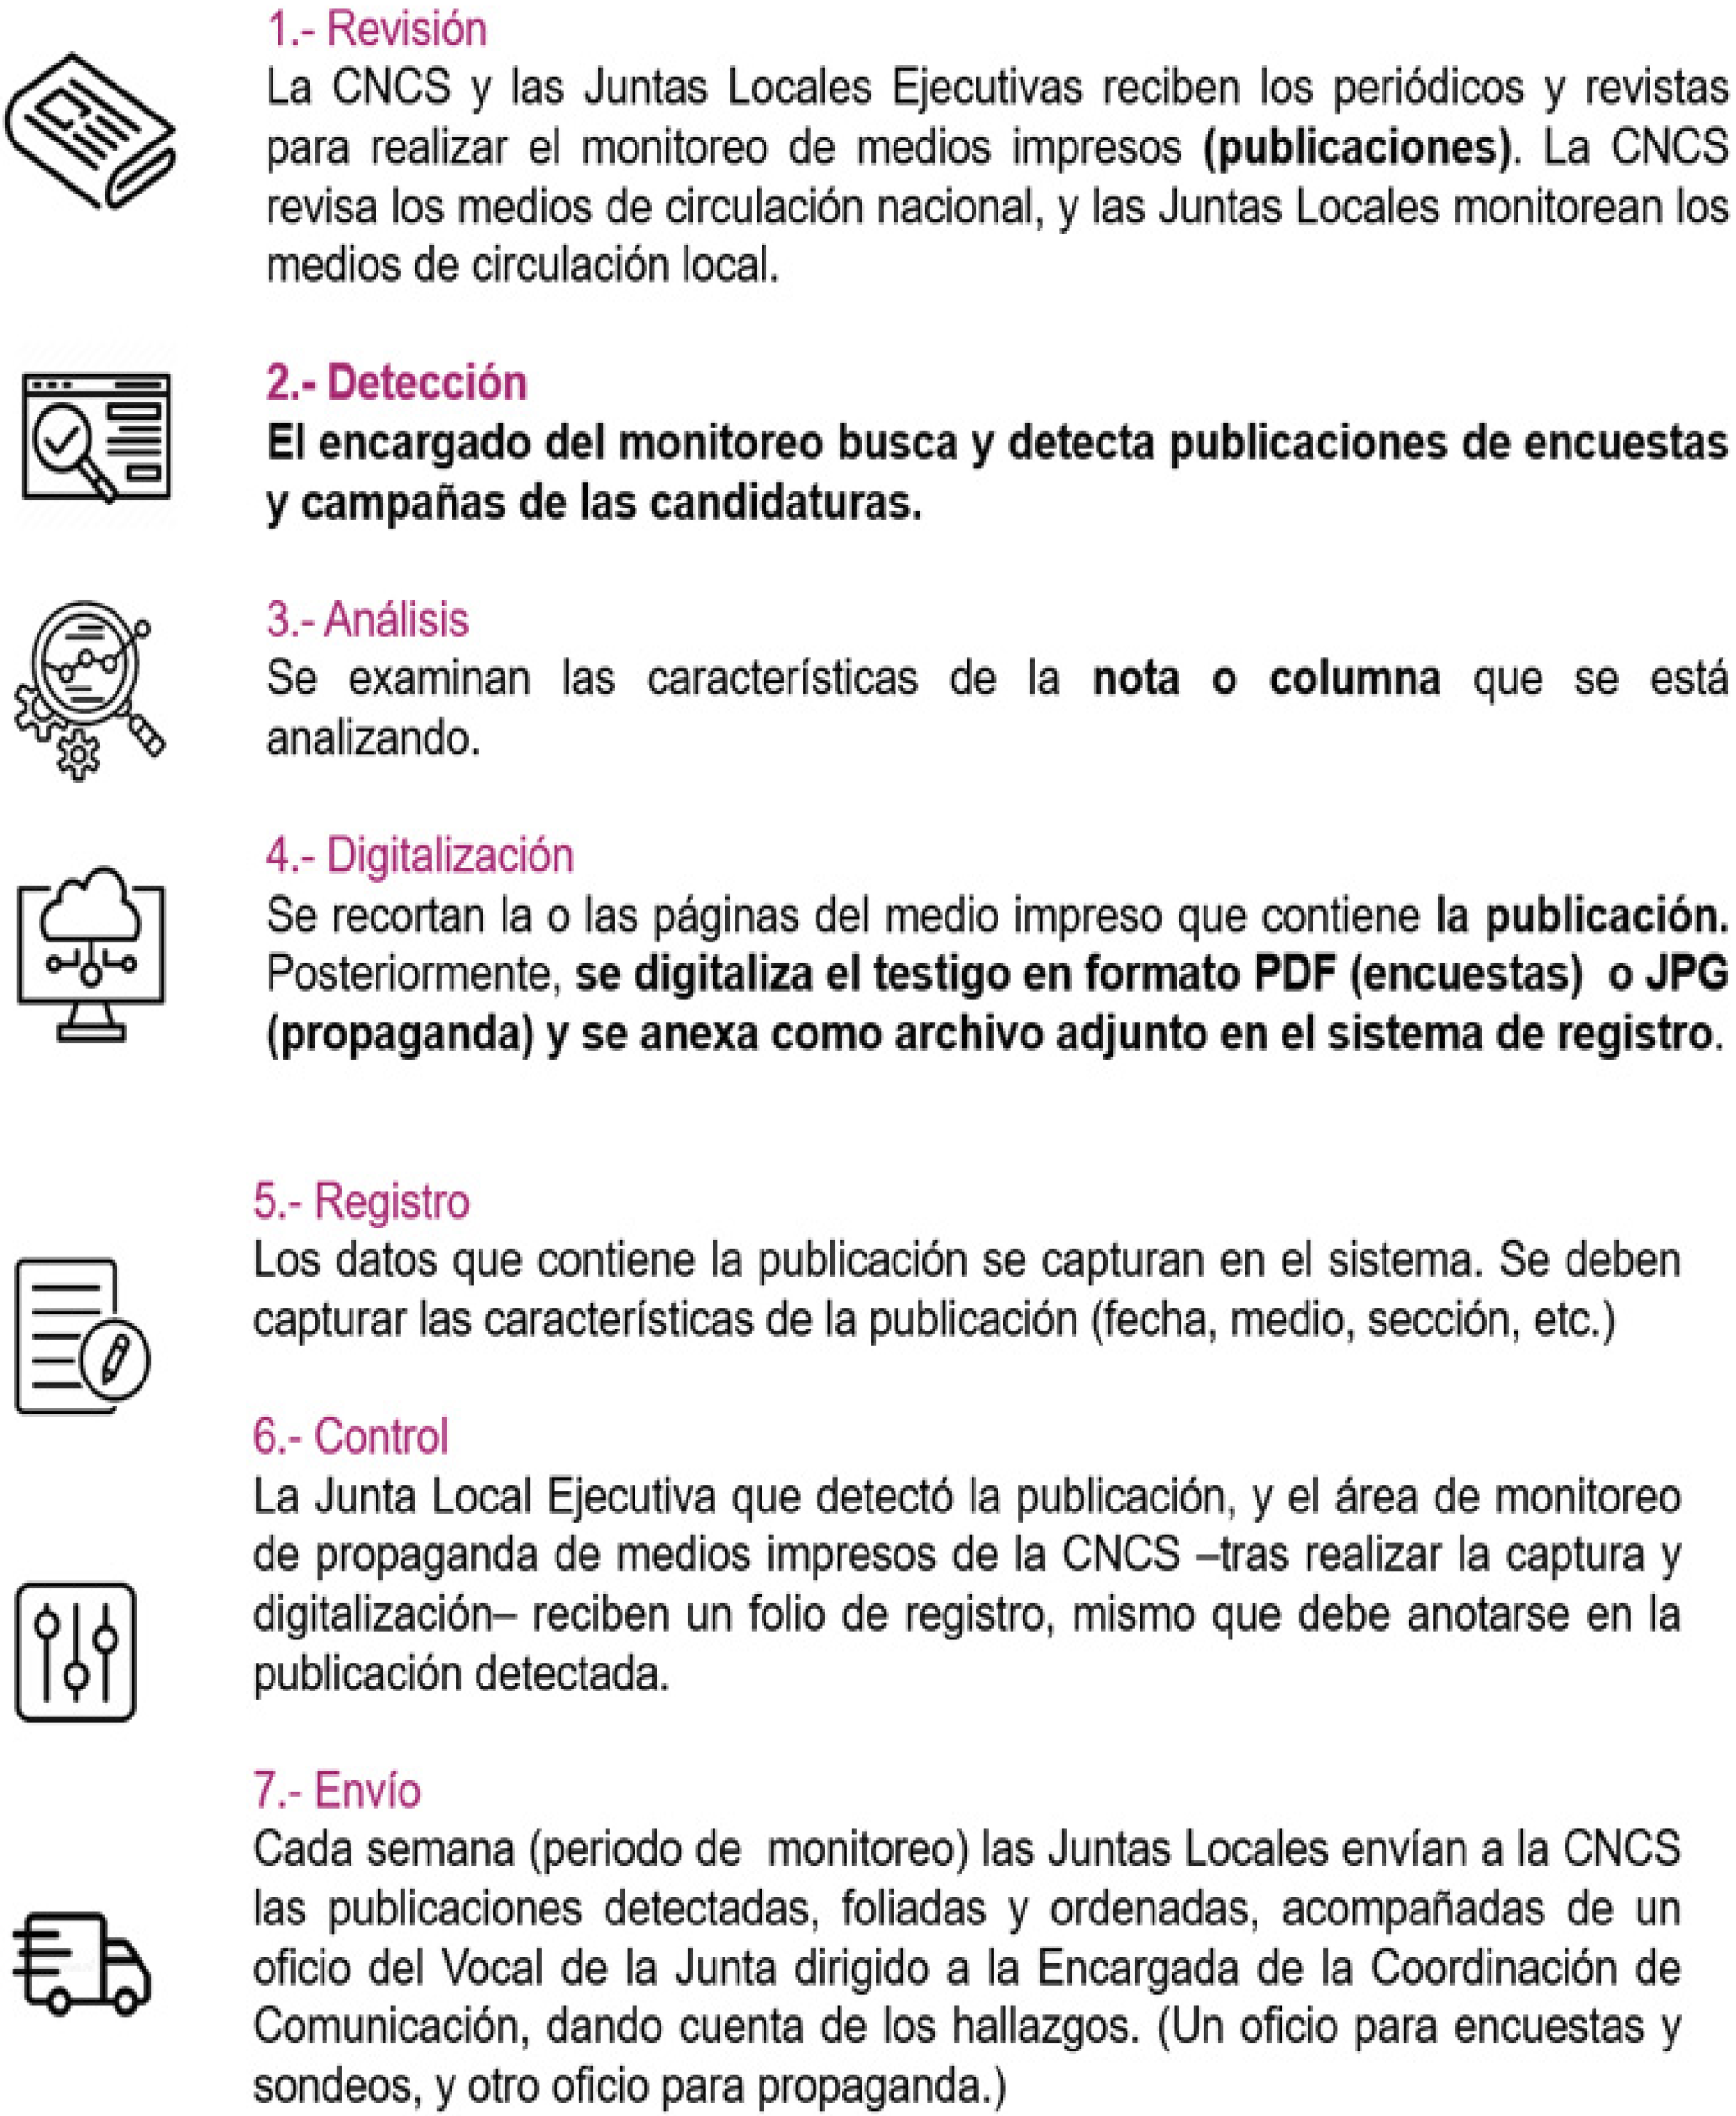 1.- Revisión
La CNCS y las Juntas Locales Ejecutivas reciben los periódicos y revistas
para realizar el monitoreo de medios impresos (publicaciones). La CNCS
revisa los medios de circulación nacional, y las Juntas Locales monitorean los
medios de circulación local.
2.- Detección
El encargado del monitoreo busca y detecta publicaciones de encuestas
y campañas de las candidaturas.
3.- Análisis
Se examinan las características de la nota o columna que se está
analizando.
4.- Digitalización
Se recortan la o las páginas del medio impreso que contiene la publicación.
Posteriormente, se digitaliza el testigo en formato PDF (encuestas) o JPG
(propaganda) y se anexa como archivo adjunto en el sistema de registro.
5.- Registro
Los datos que contiene la publicación se capturan en el sistema. Se deben
capturar las características de la publicación (fecha, medio, sección, etc.)
6.- Control
La Junta Local Ejecutiva que detectó la publicación, y el área de monitoreo
de propaganda de medios impresos de la CNCS –tras realizar la captura y
digitalización– reciben un folio de registro, mismo que debe anotarse en la
publicación detectada.
7.- Envío
Cada semana (periodo de monitoreo) las Juntas Locales envían a la CNCS
las publicaciones detectadas, foliadas y ordenadas, acompañadas de un
oficio del Vocal de la Junta dirigido a la Encargada de la Coordinación de
Comunicación, dando cuenta de los hallazgos. (Un oficio para encuestas y
sondeos, y otro oficio para propaganda.)